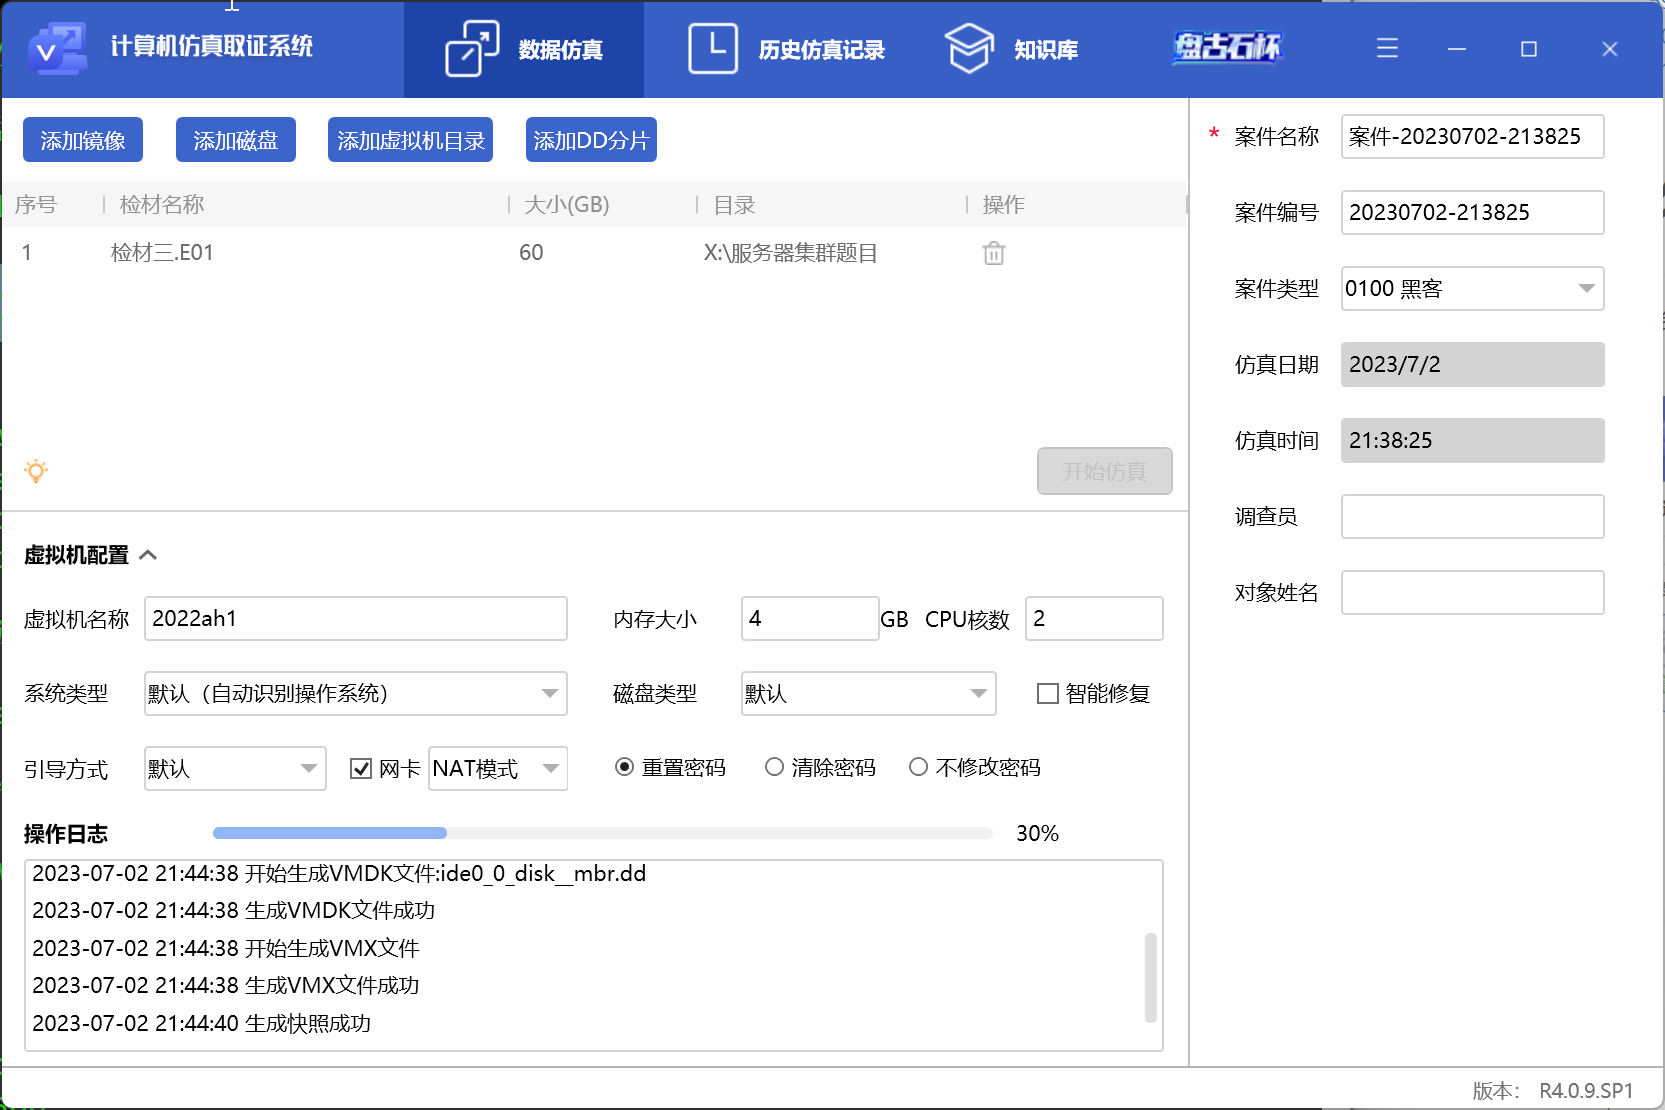 计算机仿真取证系统
数据仿真
历史仿真记录
知识库
盘古石杯
添加镜像 添加磁盘 添加虚拟机目录 添加DD分片
序号 检材名称 大小(GB) 目录 操作
1 检材三.E01 60 X:\服务器集群题目
开始仿真
虚拟机配置
虚拟机名称 2022ah1 内存大小 4 GB CPU核数 2
系统类型 默认（自动识别操作系统） 磁盘类型 默认 智能修复
引导方式 默认 网卡 NAT模式 重置密码 清除密码 不修改密码
操作日志 30%
2023-07-02 21:44:38 开始生成VMDK文件:ide0_0_disk__mbr.dd
2023-07-02 21:44:38 生成VMDK文件成功
2023-07-02 21:44:38 开始生成VMX文件
2023-07-02 21:44:38 生成VMX文件成功
2023-07-02 21:44:40 生成快照成功
* 案件名称 案件-20230702-213825
案件编号 20230702-213825
案件类型 0100 黑客
仿真日期 2023/7/2
仿真时间 21:38:25
调查员
对象姓名
版本： R4.0.9.SP1